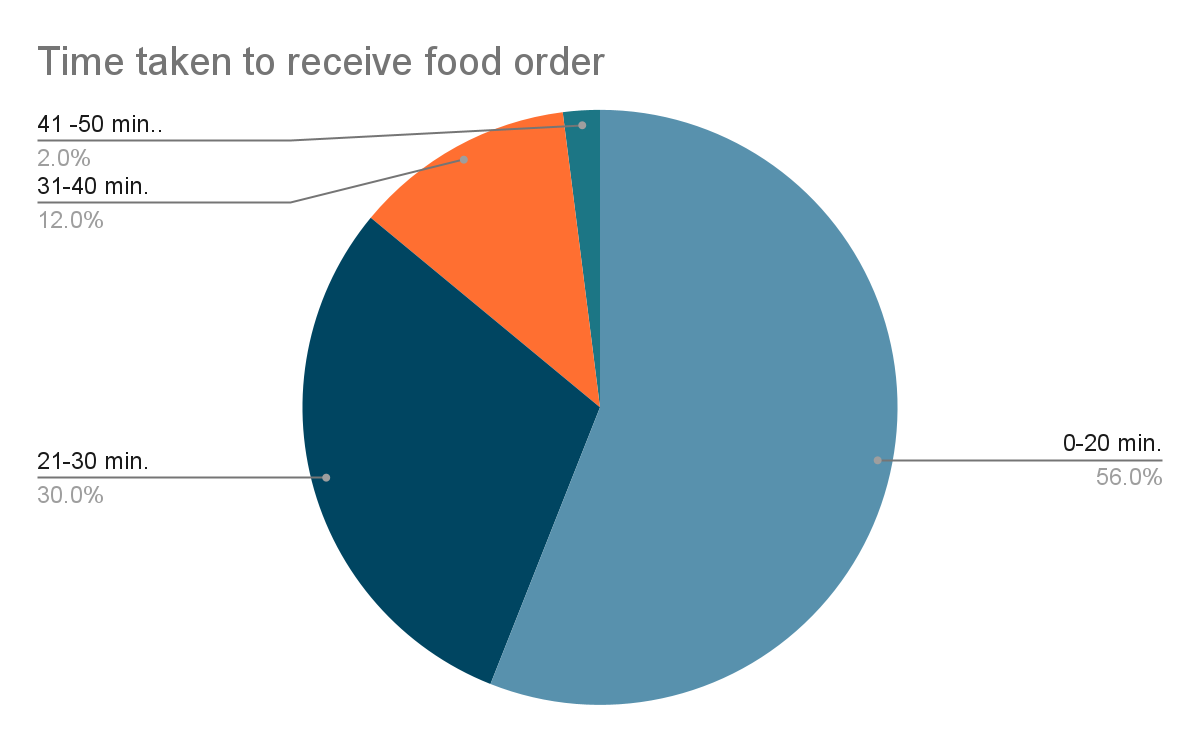 Time taken to receive food order
41 -50 min..
2.0%
31-40 min.
12.0%
21-30 min.
30.0%
0-20 min.
56.0%